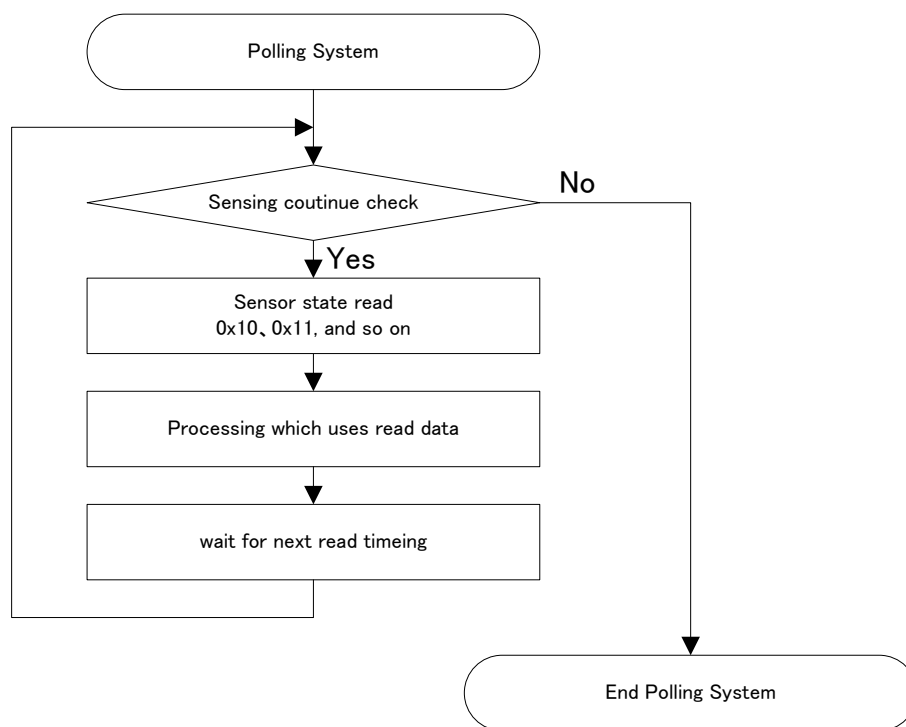 Polling System
Sensing coutinue check
No
Yes
Sensor state read
0x10、0x11, and so on
Processing which uses read data
wait for next read timeing
End Polling System